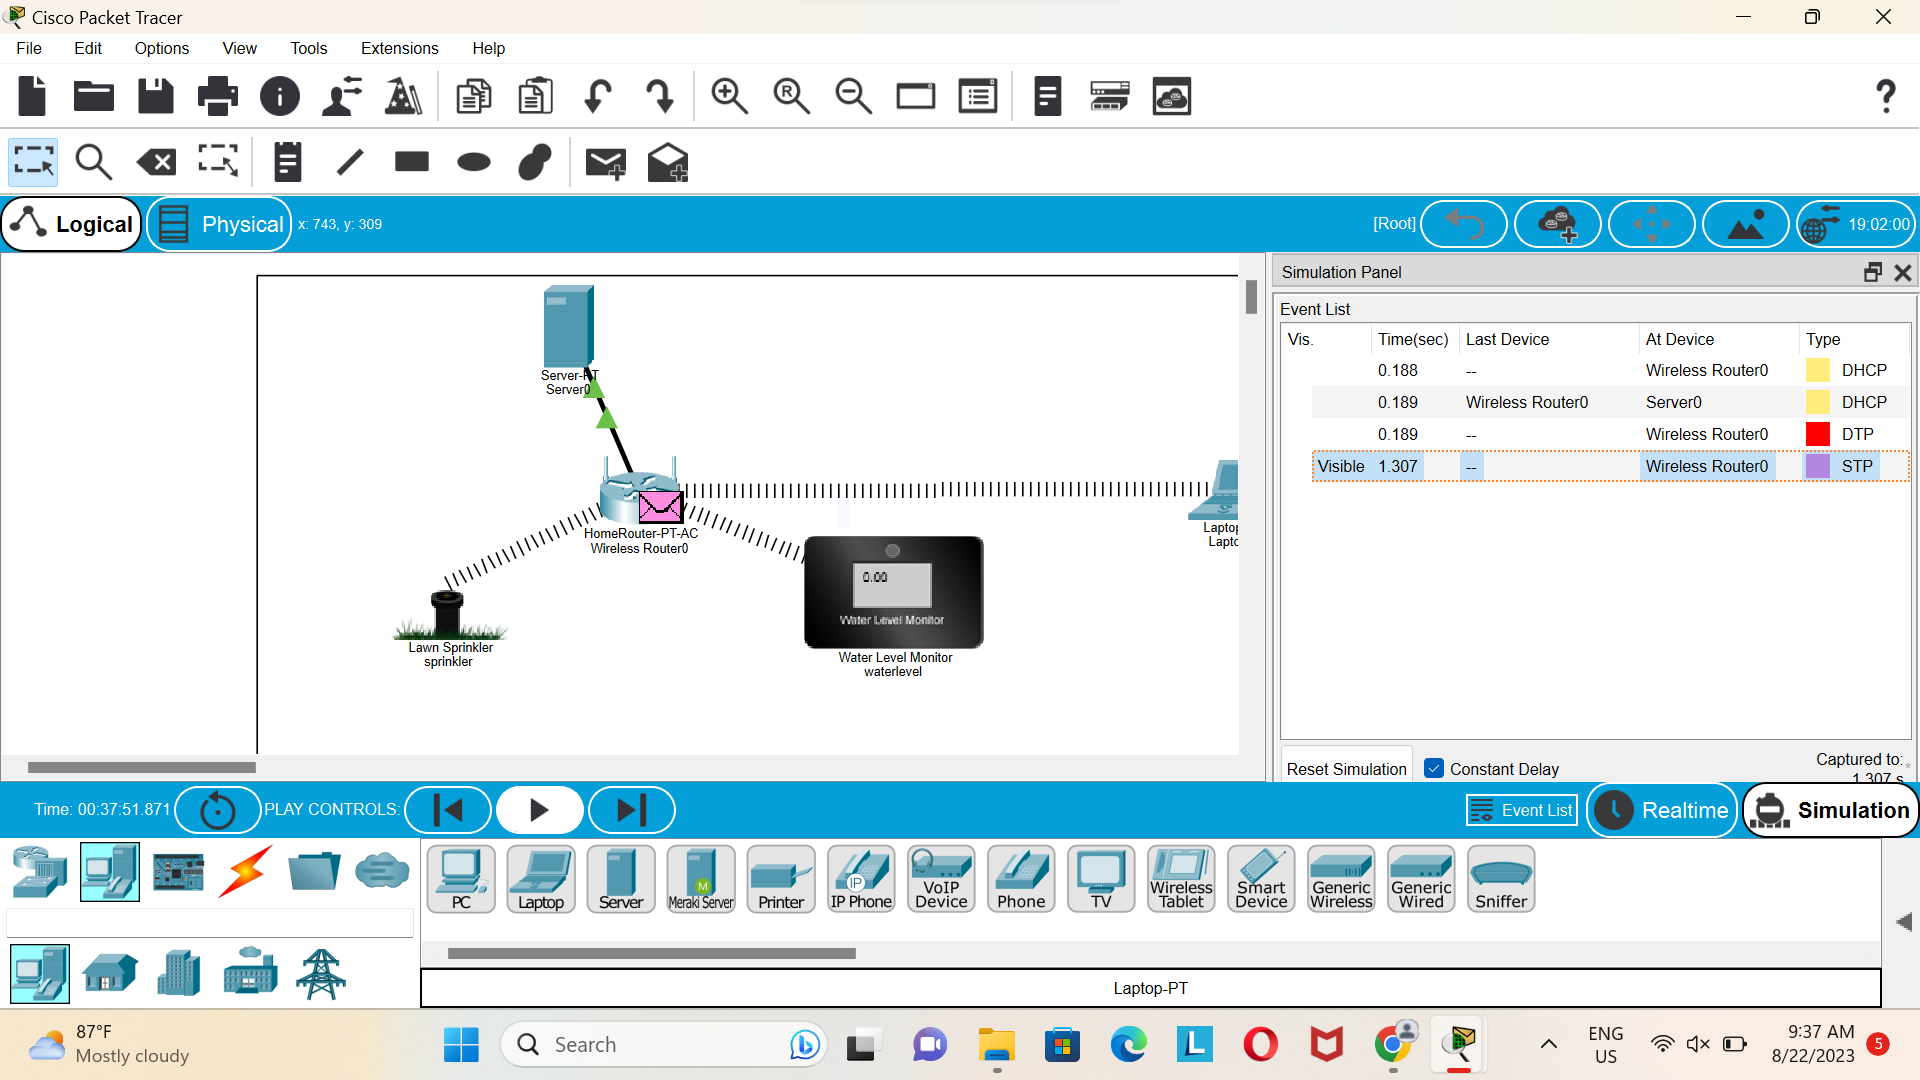 Cisco Packet Tracer
File Edit Options View Tools Extensions Help
Logical Physical x: 743, y: 309 [Root] 19:02:00
Simulation Panel
Event List
Vis. Time(sec) Last Device At Device Type
0.188 -- Wireless Router0 DHCP
0.189 Wireless Router0 Server0 DHCP
0.189 -- Wireless Router0 DTP
Visible 1.307 -- Wireless Router0 STP
Server-PT
Server0
HomeRouter-PT-AC
Wireless Router0
Laptop
Lapto
0.00
Water Level Monitor
Lawn Sprinkler
sprinkler
Water Level Monitor
waterlevel
Reset Simulation Constant Delay Captured to: *
1.307 s
Time: 00:37:51.871 PLAY CONTROLS: Event List Realtime Simulation
PC
Laptop
Server
M
Meraki Server
Printer
IP
IP Phone
VoIP
Device
Phone
TV
Wireless
Tablet
Smart
Device
Generic
Wireless
Generic
Wired
Sniffer
Laptop-PT
87°F
Mostly cloudy
Search
L
ENG
US
9:37 AM
8/22/2023
5